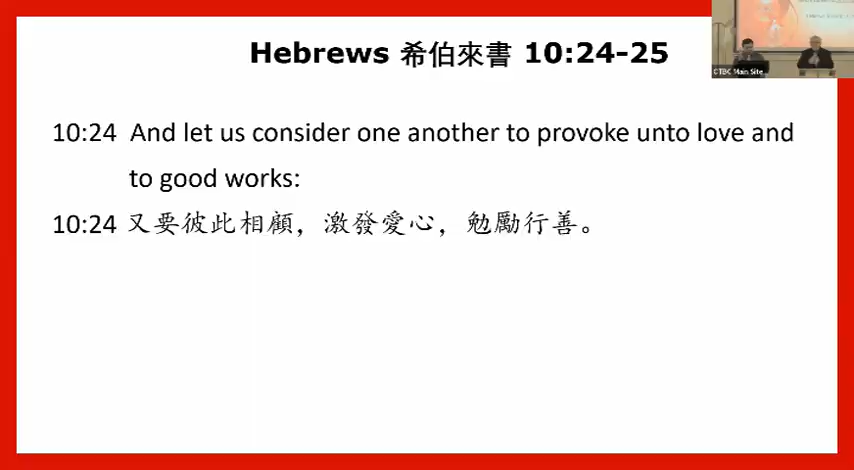 Hebrews 希伯來書 10:24-25
CTBC Main Site
10:24 And let us consider one another to provoke unto love and
to good works:
10:24 又要彼此相顧，激發愛心，勉勵行善。